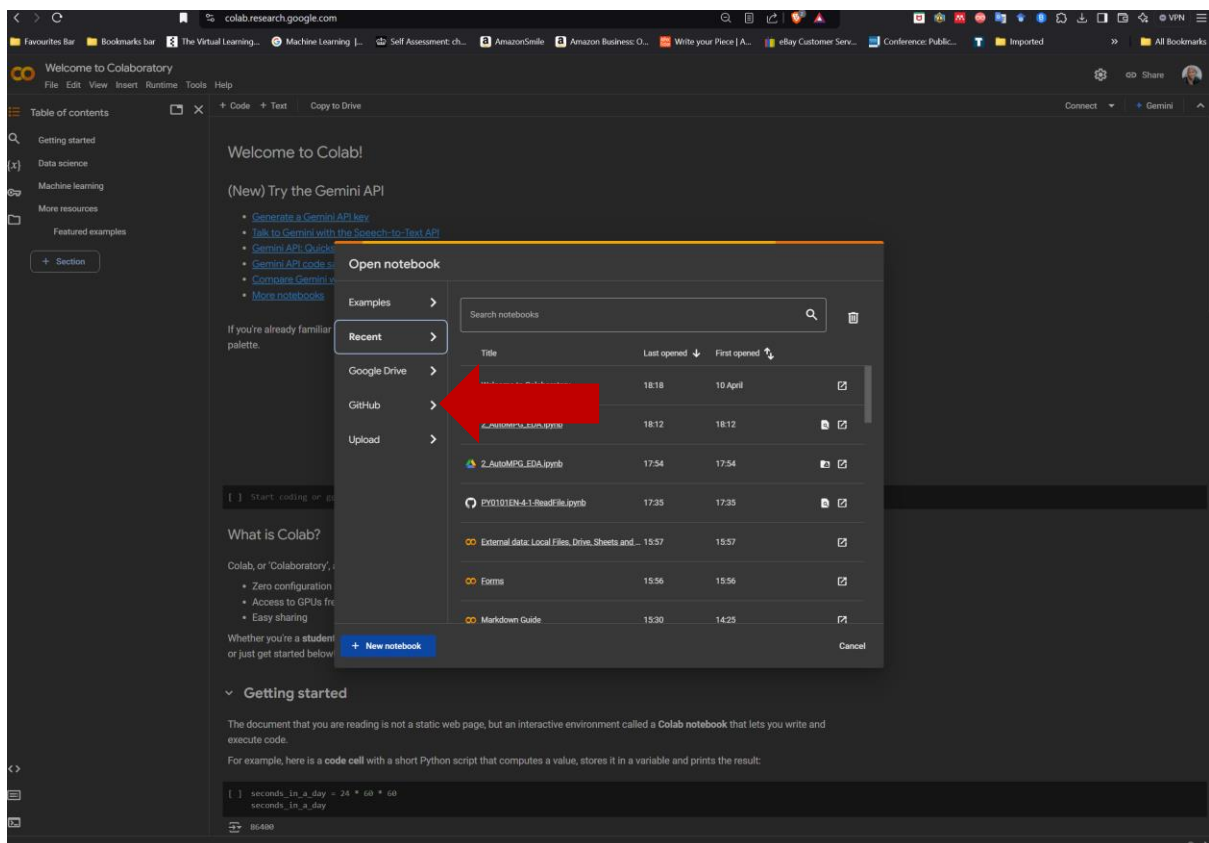 colab.research.google.com
VPN
Favourites Bar
Bookmarks bar
The Virtual Learning...
Machine Learning |...
Self Assessment: ch...
AmazonSmile
Amazon Business: O...
Write your Piece | A...
eBay Customer Serv...
Conference: Public...
Imported
»
All Bookmarks
Welcome to Colaboratory
File Edit View Insert Runtime Tools Help
Share
Table of contents
+ Code + Text Copy to Drive
Connect
Gemini
Getting started
Data science
Machine learning
More resources
Featured examples
+ Section
Welcome to Colab!
(New) Try the Gemini API
• Generate a Gemini API key
• Talk to Gemini with the Speech-to-Text API
• Gemini API:
• Gemini API code
• Compare Gemini
• More notebooks
If you're already familiar
palette.
Open notebook
Examples
Recent
Google Drive
GitHub
Upload
Search notebooks
Title Last opened First opened
18:18 10 April
2_AutoMPG_EDA.ipynb 18:12 18:12
2_AutoMPG_EDA.ipynb 17:54 17:54
PY0101EN-4-1-ReadFile.ipynb 17:35 17:35
External data: Local Files, Drive, Sheets and... 15:57 15:57
Forms 15:56 15:56
Markdown Guide 15:30 14:25
+ New notebook
Cancel
[ ] Start coding or
What is Colab?
Colab, or 'Colaboratory',
• Zero configuration
• Access to GPUs
• Easy sharing
Whether you're a student
or just get started below
Getting started
The document that you are reading is not a static web page, but an interactive environment called a Colab notebook that lets you write and
execute code.
For example, here is a code cell with a short Python script that computes a value, stores it in a variable and prints the result:
[ ] seconds_in_a_day = 24 * 60 * 60
seconds_in_a_day
86400